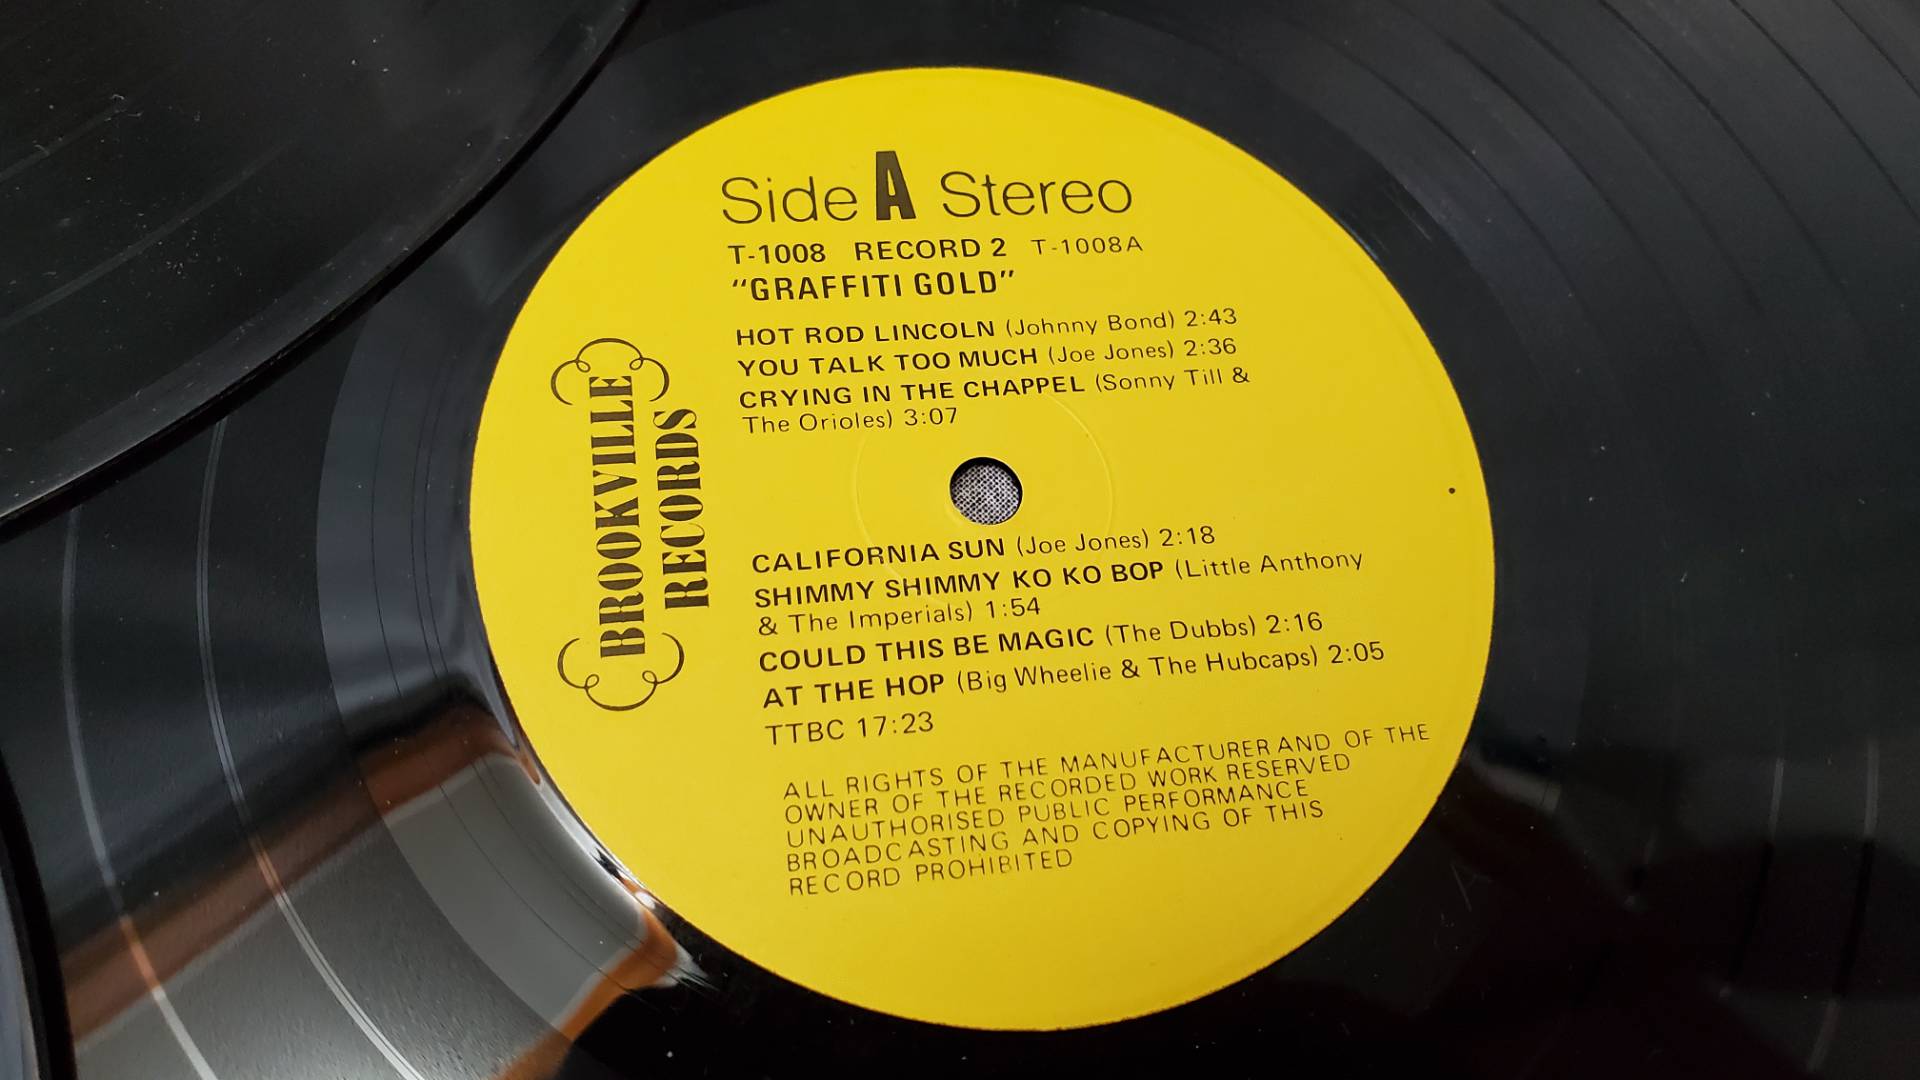 Side A Stereo
T-1008 RECORD 2 T-1008A
"GRAFFITI GOLD"
HOT ROD LINCOLN (Johnny Bond) 2:43
YOU TALK TOO MUCH (Joe Jones) 2:36
CRYING IN THE CHAPPEL (Sonny Till &
The Orioles) 3:07
BROOKVILLE
RECORDS
CALIFORNIA SUN (Joe Jones) 2:18
SHIMMY SHIMMY KO KO BOP (Little Anthony
& The Imperials) 1:54
COULD THIS BE MAGIC (The Dubbs) 2:16
AT THE HOP (Big Wheelie & The Hubcaps) 2:05
TTBC 17:23
ALL RIGHTS OF THE MANUFACTURER AND OF THE
OWNER OF THE RECORDED WORK RESERVED
UNAUTHORISED PUBLIC PERFORMANCE
BROADCASTING AND COPYING OF THIS
RECORD PROHIBITED